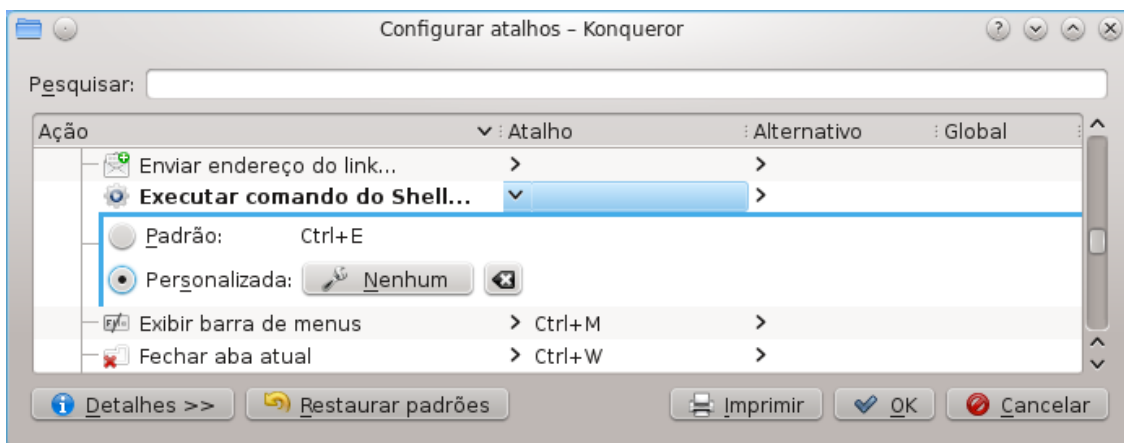 Configurar atalhos – Konqueror
Pesquisar:
Ação Atalho Alternativo Global
Enviar endereço do link...
Executar comando do Shell...
Padrão: Ctrl+E
Personalizada: Nenhum
Exibir barra de menus Ctrl+M
Fechar aba atual Ctrl+W
Detalhes >> Restaurar padrões Imprimir OK Cancelar